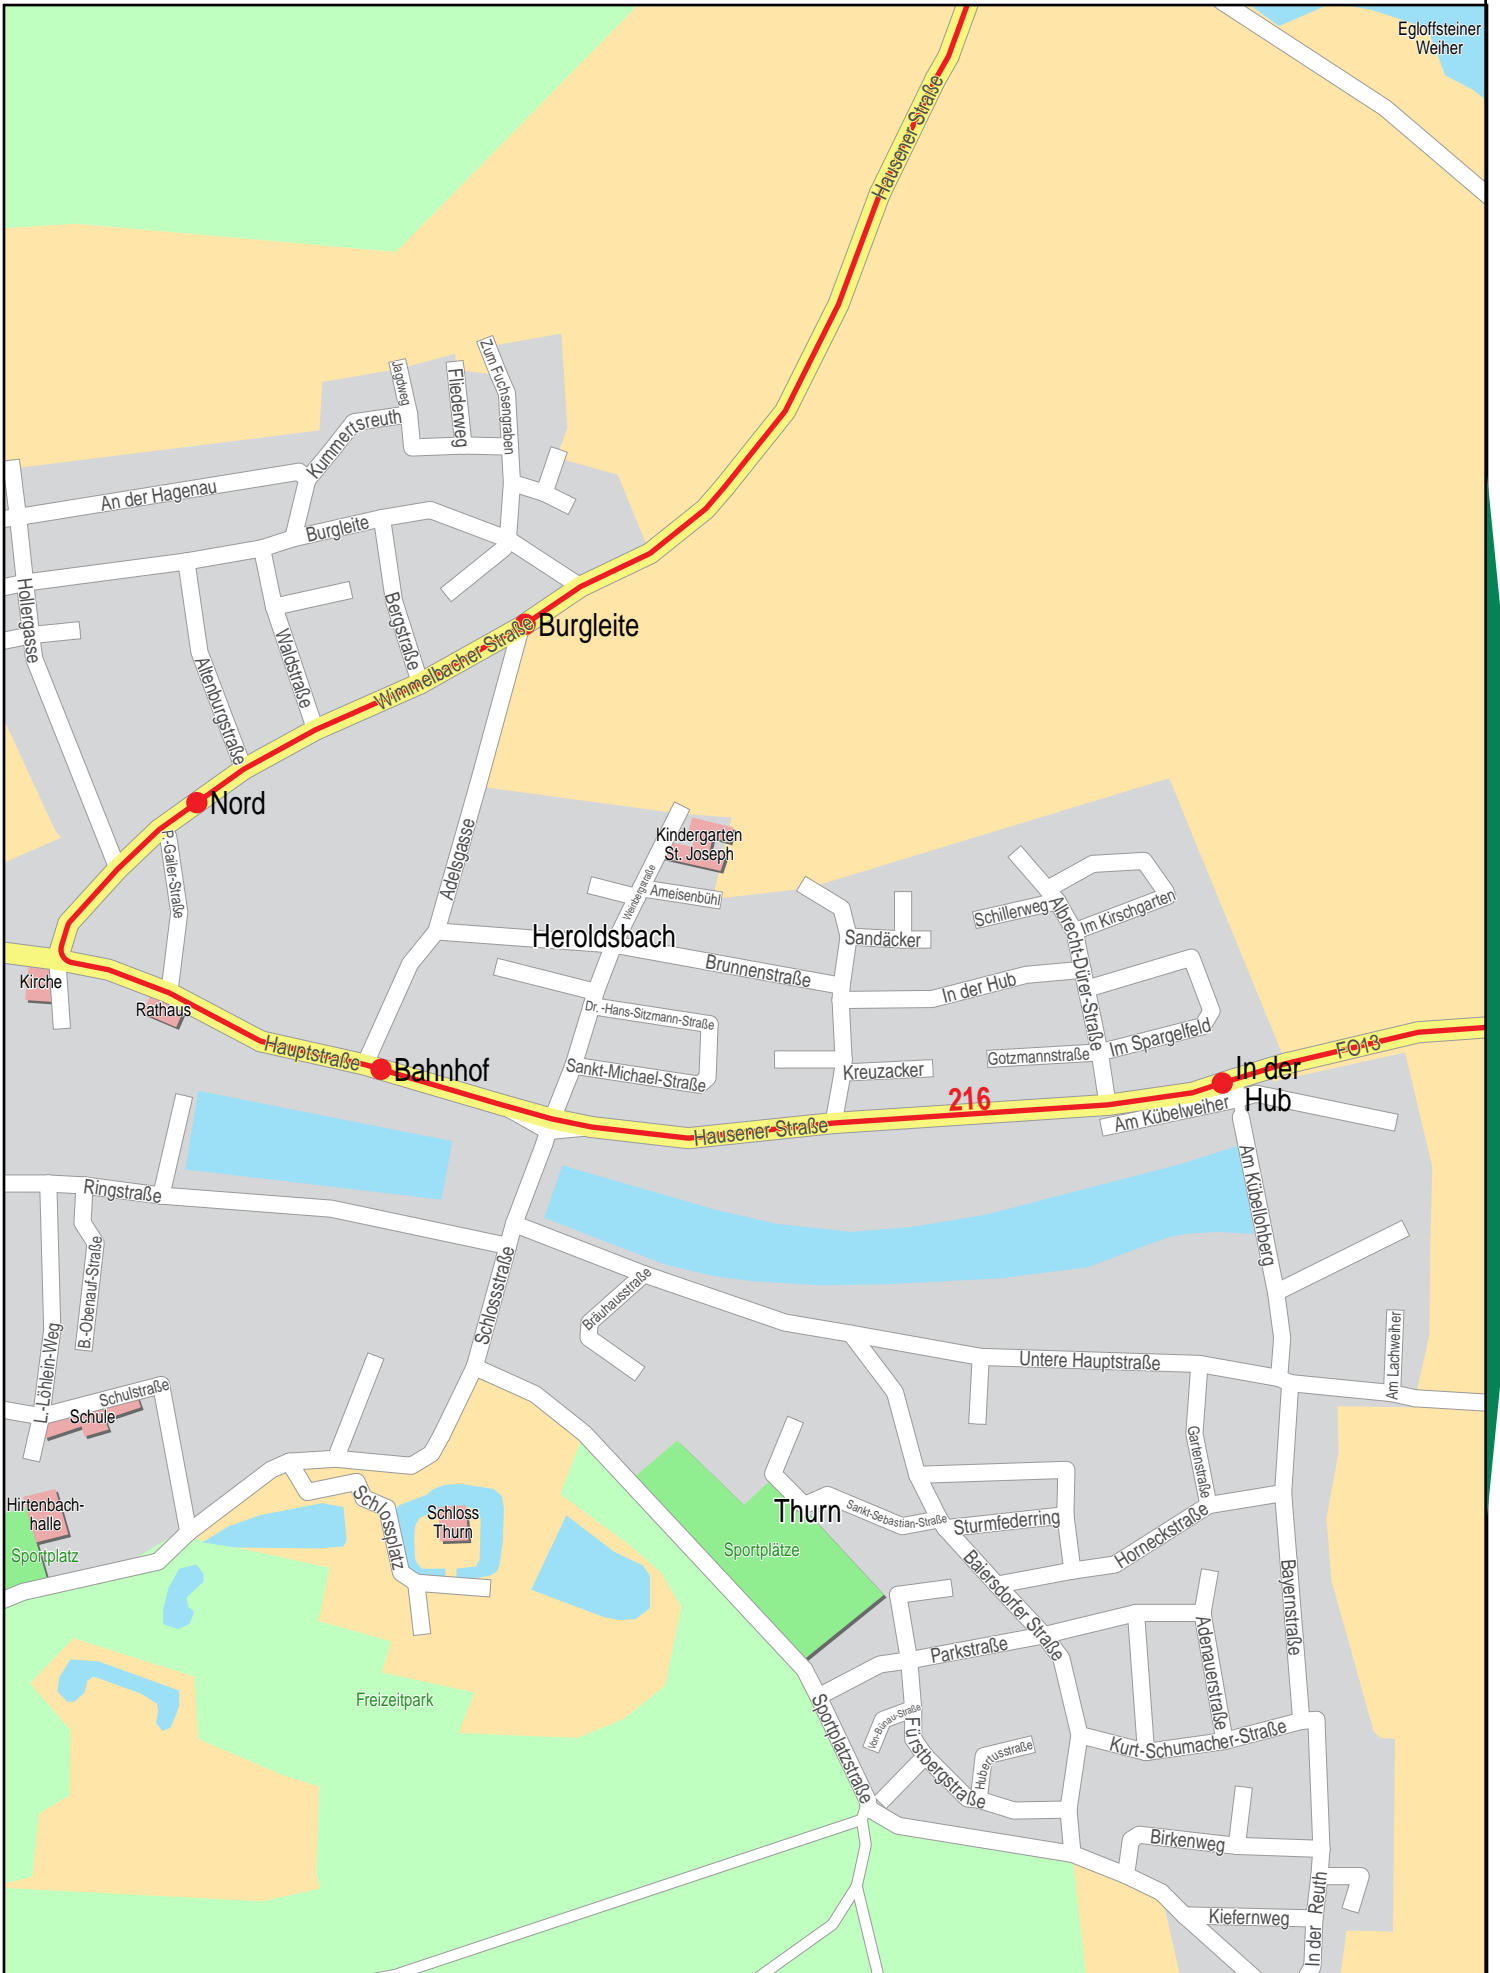 Egloffsteiner
Weiher
Hausener Straße
Jagdweg
Fliederweg
Zum Fuchsengraben
Kummertsreuth
An der Hagenau
Burgleite
Hollergasse
Bergstraße
Waldstraße
Altenburgstraße
Wimmelbacher Straße
Burgleite
Nord
P.-Gailer-Straße
Adelsgasse
Kindergarten
St. Joseph
Weinbergstraße
Ameisenbühl
Heroldsbach
Brunnenstraße
Sandäcker
Schillerweg
Albrecht-Dürer-Straße
Im Kirschgarten
In der Hub
Kirche
Rathaus
Dr.-Hans-Sitzmann-Straße
Sankt-Michael-Straße
Kreuzacker
Gotzmannstraße
Im Spargelfeld
Hauptstraße
Bahnhof
FO13
In der
Hub
216
Am Kübelweiher
Hausener Straße
Am Kübellohberg
Ringstraße
B.-Obenauf-Straße
Schlossstraße
Bräuhausstraße
L.-Löhlein-Weg
Untere Hauptstraße
Am Lachweiher
Schulstraße
Schule
Gartenstraße
Hirtenbach-
halle
Sportplatz
Schlossplatz
Schloss
Thurn
Thurn
Sankt-Sebastian-Straße
Sturmfederring
Sportplätze
Horneckstraße
Baiersdorfer Straße
Bayernstraße
Parkstraße
Adenauerstraße
Freizeitpark
Sportplatzstraße
Von-Bünau-Straße
Fürstbergstraße
Hubertusstraße
Kurt-Schumacher-Straße
Birkenweg
Kiefernweg
In der Reuth